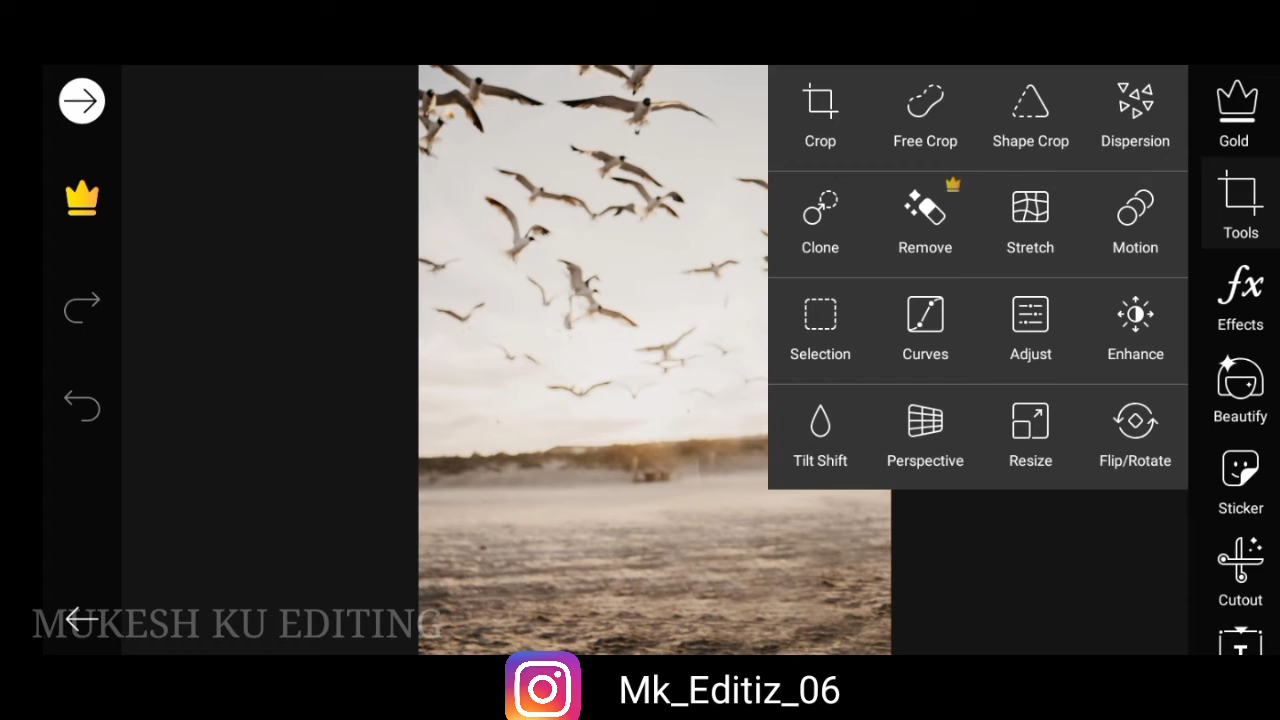 Crop Free Crop Shape Crop Dispersion
Gold
Clone Remove Stretch Motion
Tools
Effects
Selection Curves Adjust Enhance
Beautify
Tilt Shift Perspective Resize Flip/Rotate
Sticker
Cutout
MUKESH KU EDITING
Mk_Editiz_06